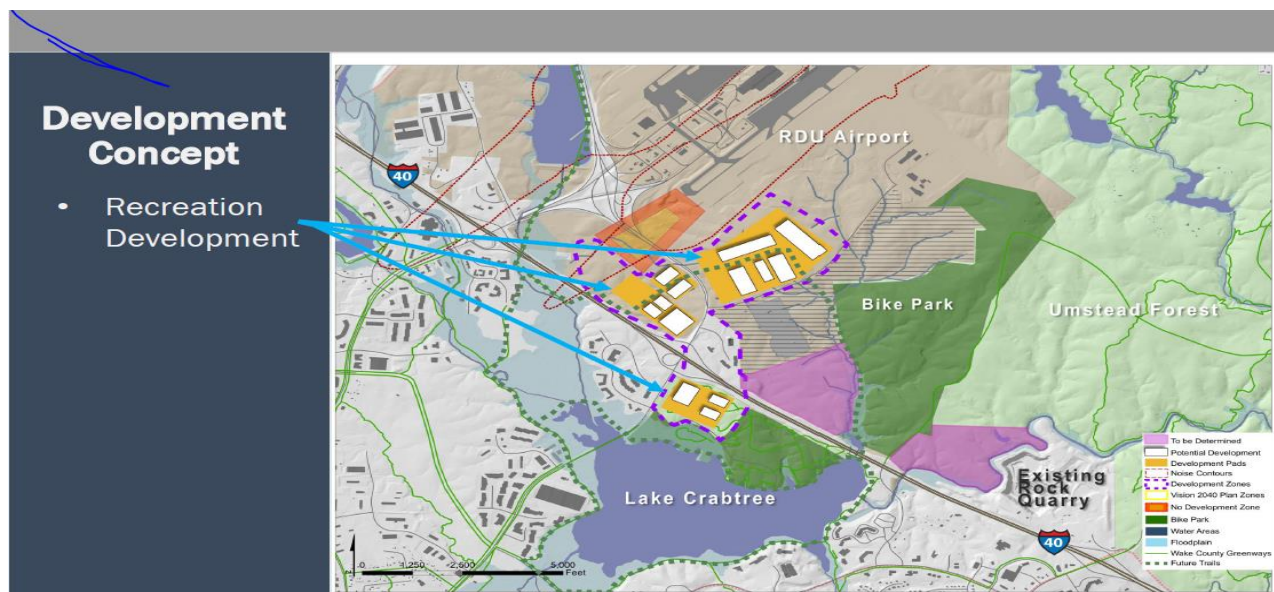 Development
Concept
• Recreation
Development
40
RDU Airport
Bike Park
Umstead Forest
Lake Crabtree
Existing
Rock
Quarry
40
0 1,250 2,500 5,000
Feet
To be Determined
Potential Development
Development Pads
Noise Contours
Development Zones
Vision 2040 Plan Zones
No Development Zone
Bike Park
Water Areas
Floodplain
Wake County Greenways
Future Trails